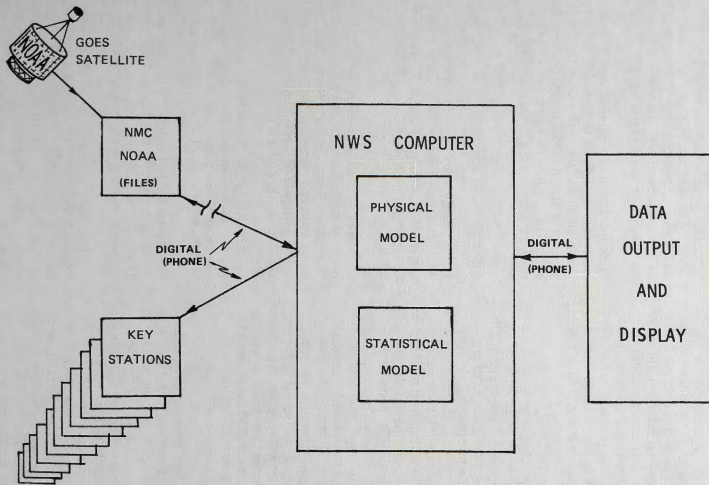 NOAA
GOES
SATELLITE
NMC
NOAA
(FILES)
DIGITAL
(PHONE)
KEY
STATIONS
NWS COMPUTER
PHYSICAL
MODEL
STATISTICAL
MODEL
DIGITAL
(PHONE)
DATA
OUTPUT
AND
DISPLAY